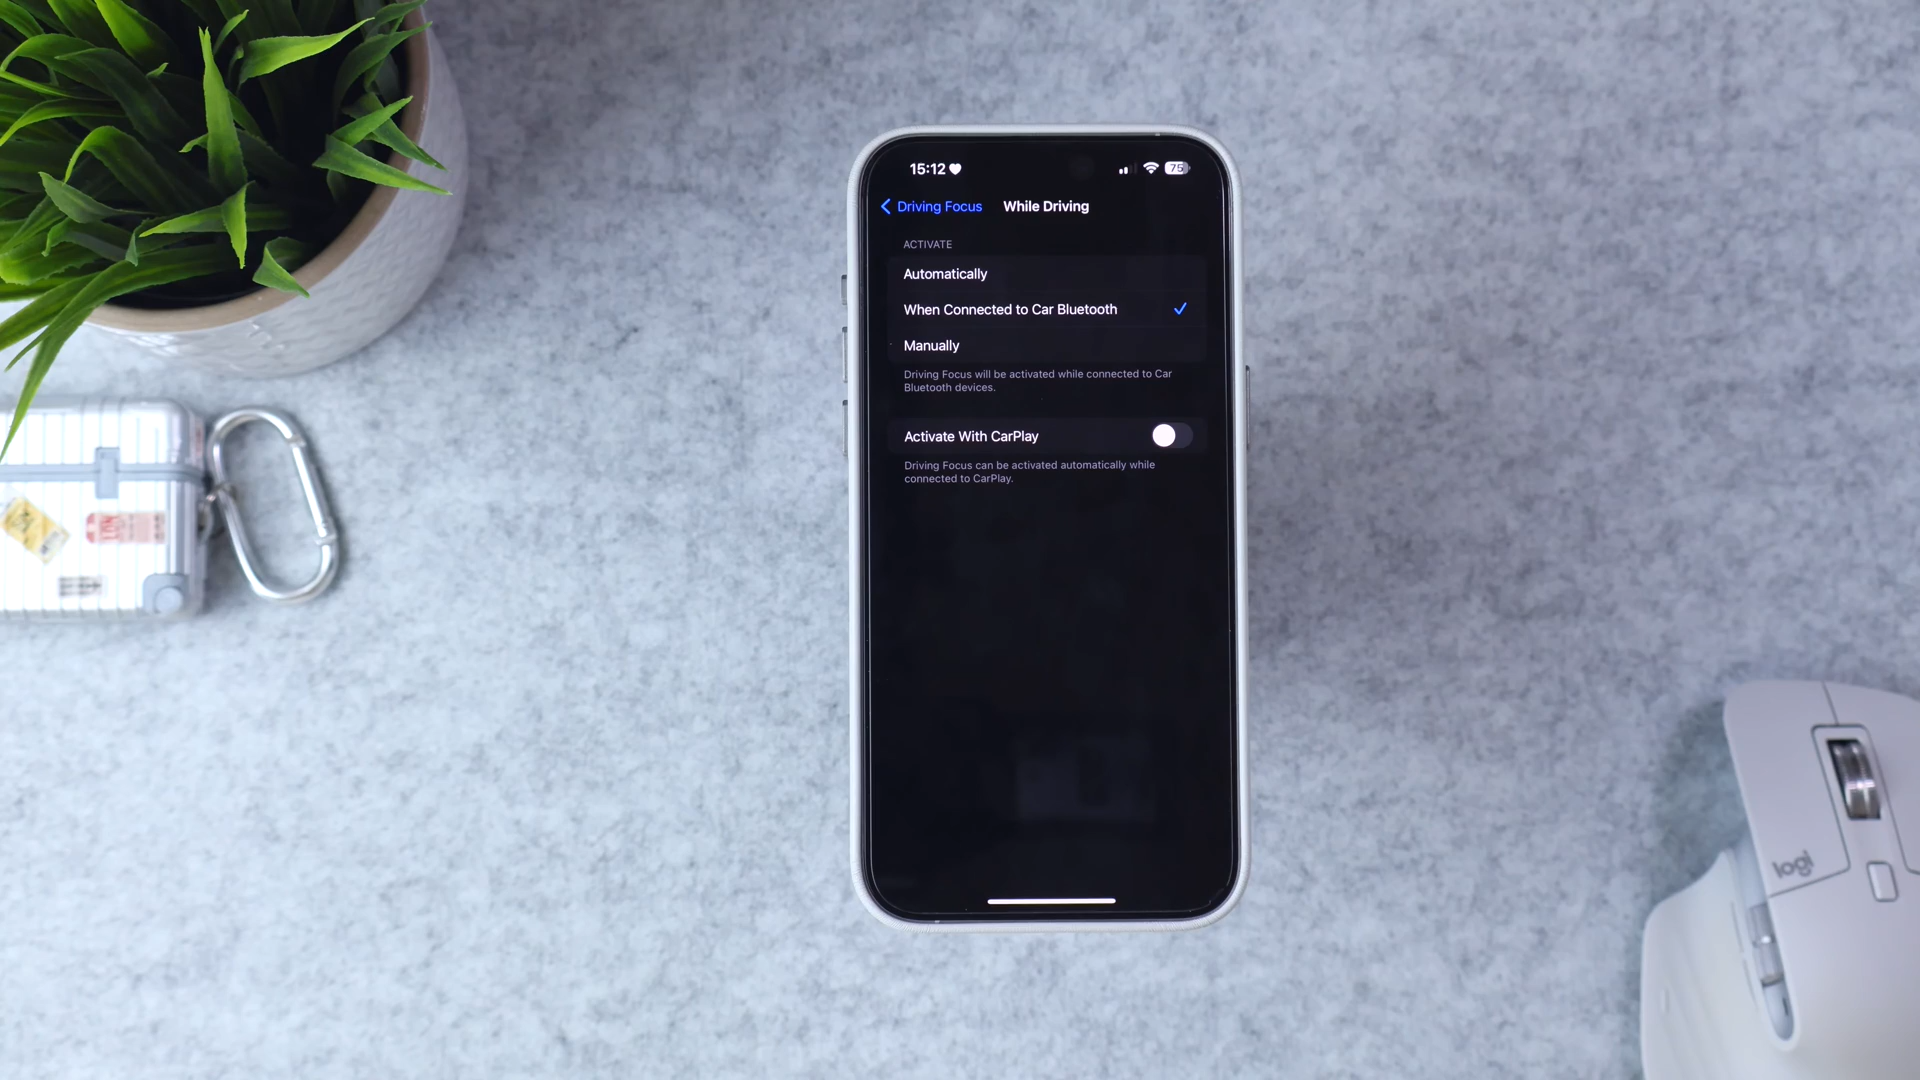 15:12
75
Driving Focus
While Driving
ACTIVATE
Automatically
When Connected to Car Bluetooth
Manually
Driving Focus will be activated while connected to Car
Bluetooth devices.
Activate With CarPlay
Driving Focus can be activated automatically while
connected to CarPlay.
logi